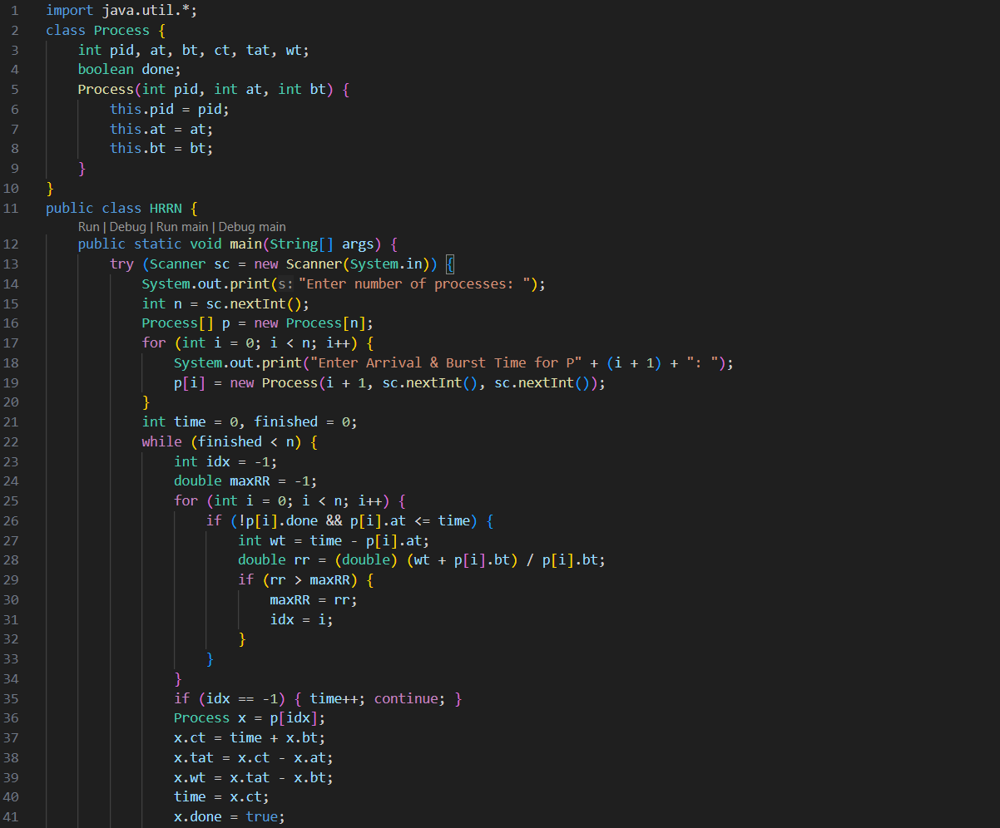 1 import java.util.*;
2 class Process {
3     int pid, at, bt, ct, tat, wt;
4     boolean done;
5     Process(int pid, int at, int bt) {
6         this.pid = pid;
7         this.at = at;
8         this.bt = bt;
9     }
10 }
11 public class HRRN {
Run | Debug | Run main | Debug main
12     public static void main(String[] args) {
13         try (Scanner sc = new Scanner(System.in)) {
14             System.out.print(s: "Enter number of processes: ");
15             int n = sc.nextInt();
16             Process[] p = new Process[n];
17             for (int i = 0; i < n; i++) {
18                 System.out.print("Enter Arrival & Burst Time for P" + (i + 1) + ": ");
19                 p[i] = new Process(i + 1, sc.nextInt(), sc.nextInt());
20             }
21             int time = 0, finished = 0;
22             while (finished < n) {
23                 int idx = -1;
24                 double maxRR = -1;
25                 for (int i = 0; i < n; i++) {
26                     if (!p[i].done && p[i].at <= time) {
27                         int wt = time - p[i].at;
28                         double rr = (double) (wt + p[i].bt) / p[i].bt;
29                         if (rr > maxRR) {
30                             maxRR = rr;
31                             idx = i;
32                         }
33                     }
34                 }
35                 if (idx == -1) { time++; continue; }
36                 Process x = p[idx];
37                 x.ct = time + x.bt;
38                 x.tat = x.ct - x.at;
39                 x.wt = x.tat - x.bt;
40                 time = x.ct;
41                 x.done = true;